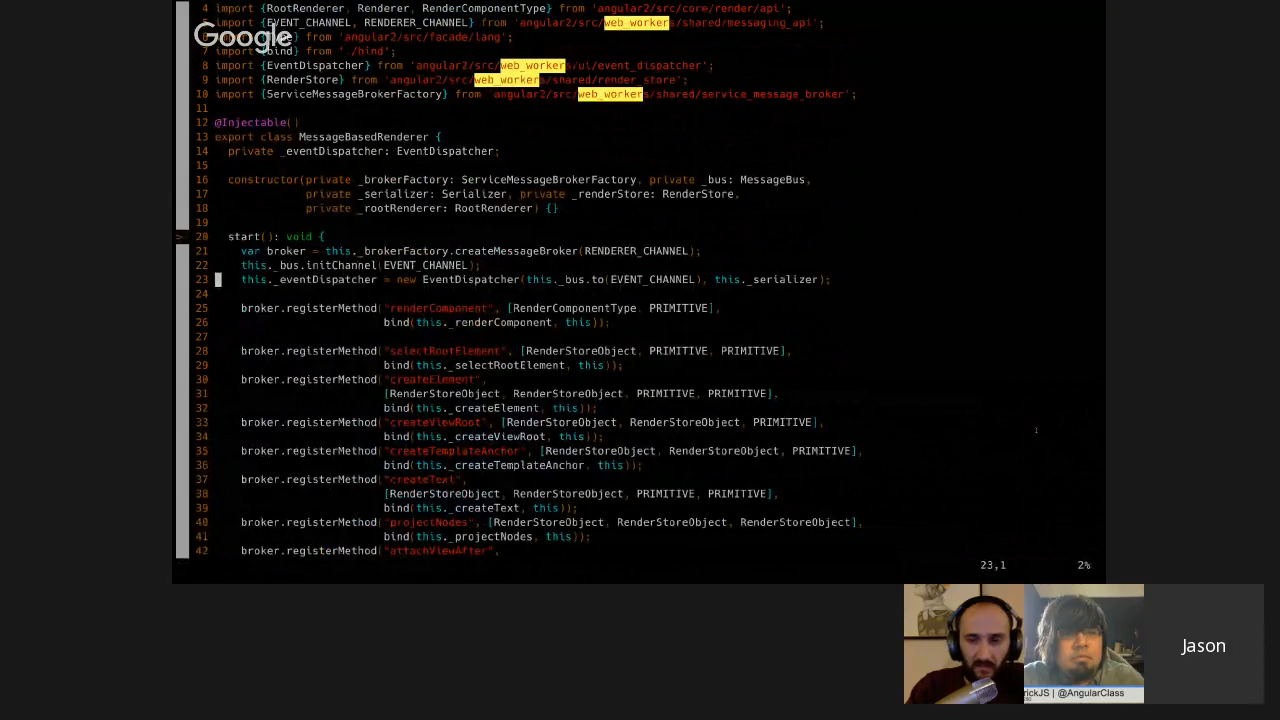 4 import {RootRenderer, Renderer, RenderComponentType} from 'angular2/src/core/render/api';
5 import {EVENT_CHANNEL, RENDERER_CHANNEL} from 'angular2/src/web_workers/shared/messaging_api';
Google
import {bind} from './bind';
7 from 'angular2/src/facade/lang';
8 import {EventDispatcher} from 'angular2/src/web_workers/ui/event_dispatcher';
9 import {RenderStore} from 'angular2/src/web_workers/shared/render_store';
10 import {ServiceMessageBrokerFactory} from 'angular2/src/web_workers/shared/service_message_broker';
11
12 @Injectable()
13 export class MessageBasedRenderer {
14 private _eventDispatcher: EventDispatcher;
15
16 constructor(private _brokerFactory: ServiceMessageBrokerFactory, private _bus: MessageBus,
17 private _serializer: Serializer, private _renderStore: RenderStore,
18 private _rootRenderer: RootRenderer) {}
19
> 20 start(): void {
21 var broker = this._brokerFactory.createMessageBroker(RENDERER_CHANNEL);
22 this._bus.initChannel(EVENT_CHANNEL);
23 this._eventDispatcher = new EventDispatcher(this._bus.to(EVENT_CHANNEL), this._serializer);
24
25 broker.registerMethod("renderComponent", [RenderComponentType, PRIMITIVE],
26 bind(this._renderComponent, this));
27
28 broker.registerMethod("selectRootElement", [RenderStoreObject, PRIMITIVE, PRIMITIVE],
29 bind(this._selectRootElement, this));
30 broker.registerMethod("createElement",
31 [RenderStoreObject, RenderStoreObject, PRIMITIVE, PRIMITIVE],
32 bind(this._createElement, this));
33 broker.registerMethod("createViewRoot", [RenderStoreObject, RenderStoreObject, PRIMITIVE],
34 bind(this._createViewRoot, this));
35 broker.registerMethod("createTemplateAnchor", [RenderStoreObject, RenderStoreObject, PRIMITIVE],
36 bind(this._createTemplateAnchor, this));
37 broker.registerMethod("createText",
38 [RenderStoreObject, RenderStoreObject, PRIMITIVE, PRIMITIVE],
39 bind(this._createText, this));
40 broker.registerMethod("projectNodes", [RenderStoreObject, RenderStoreObject, RenderStoreObject],
41 bind(this._projectNodes, this));
42 broker.registerMethod("attachViewAfter",
23,1 2%
Jason
rickJS | @AngularClass